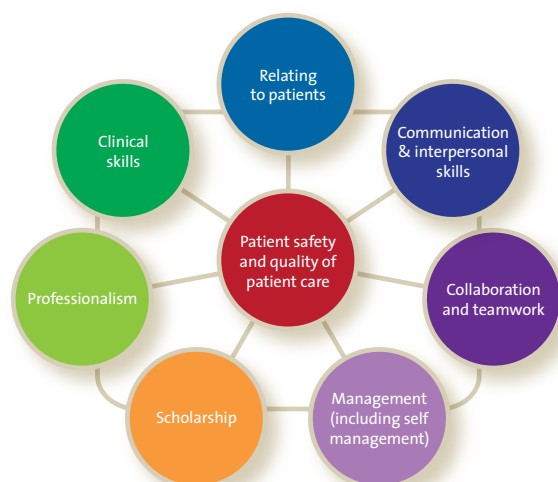 Relating
to patients
Communication
& interpersonal
skills
Collaboration
and teamwork
Management
(including self
management)
Scholarship
Professionalism
Clinical
skills
Patient safety
and quality of
patient care